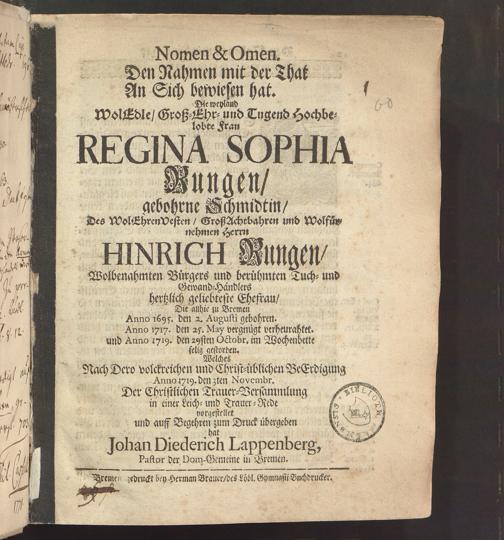 Nomen & Omen.
Den Nahmen mit der That
An Sich bewiesen hat.
Die weyland
WolEdle/ Groß-Ehr- und Tugend Hochbe-
lobte Frau
REGINA SOPHIA
Rungen/
gebohrne Schmidtin/
Des WolEhrenVesten/ GroßAchtbahren und Wolfür-
nehmen Herrn
HINRICH Rungen/
Wolbenahmten Bürgers und berühmten Tuch- und
Gewand-Händlers
hertzlich geliebteste Ehefrau/
Die allhie zu Bremen
Anno 1695. den 2. Augusti gebohren.
Anno 1717. den 25. May vergnügt verheurahtet.
und Anno 1719. den 29sten Octobr. im Wochenbette
selig gestorben.
Welches
Nach Dero volckreichen und Christ-üblichen BeErdigung
Anno 1719. den 3ten Novembr.
Der Christlichen Trauer-Versammlung
in einer Leich- und Trauer-Rede
vorgestellet
und auff Begehren zum Druck übergeben
hat
Johan Diederich Lappenberg,
Pastor der Dom-Gemeine in Bremen.
Bremen gedruckt bey Herman Brauer/ des Löbl. Gymnasii Buchdrucker.